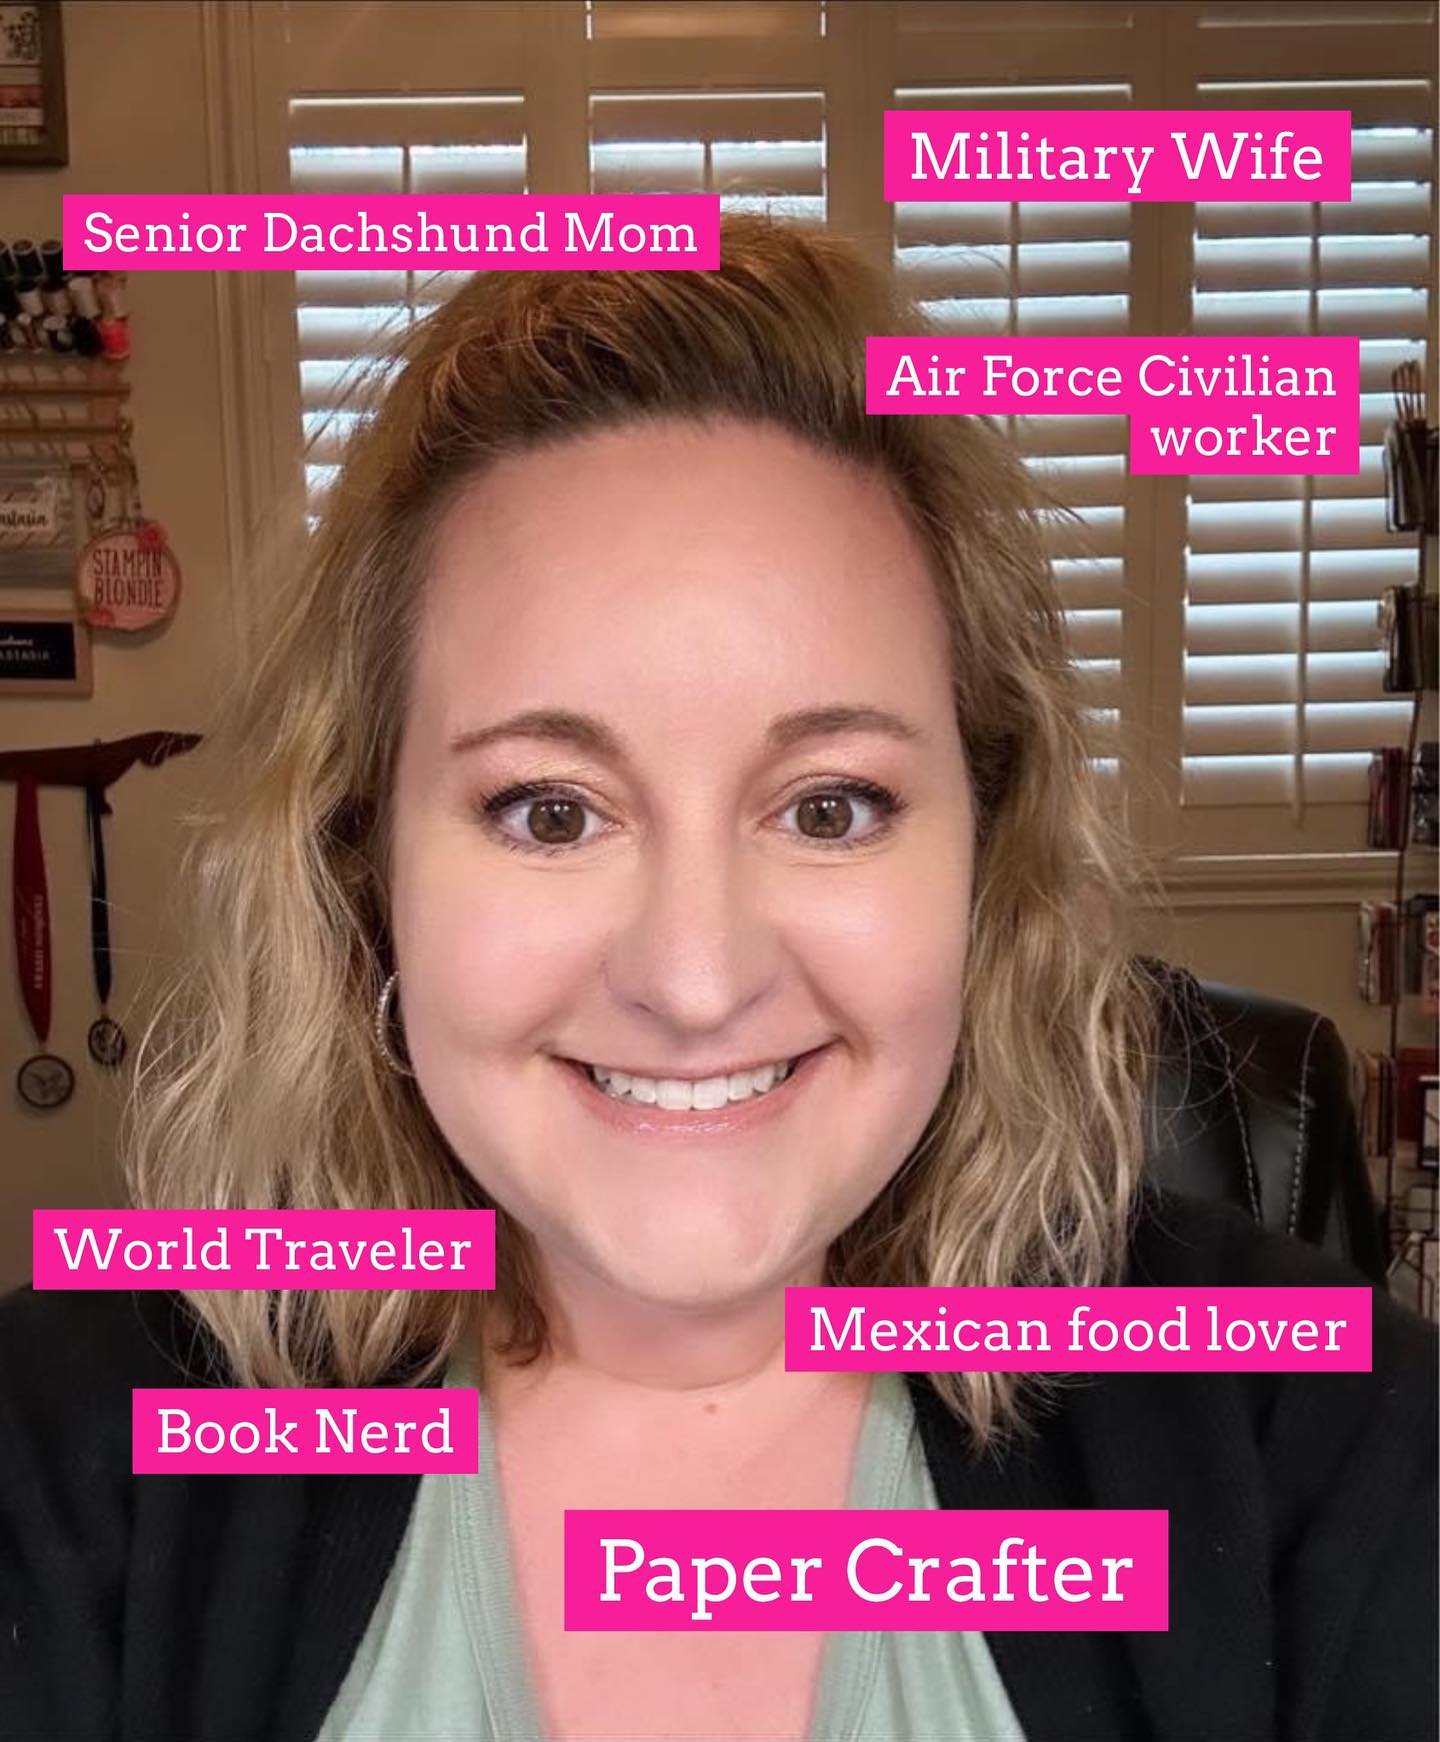 Military Wife
Senior Dachshund Mom
Air Force Civilian
worker
STAMPIN
BLONDIE
World Traveler
Mexican food lover
Book Nerd
Paper Crafter